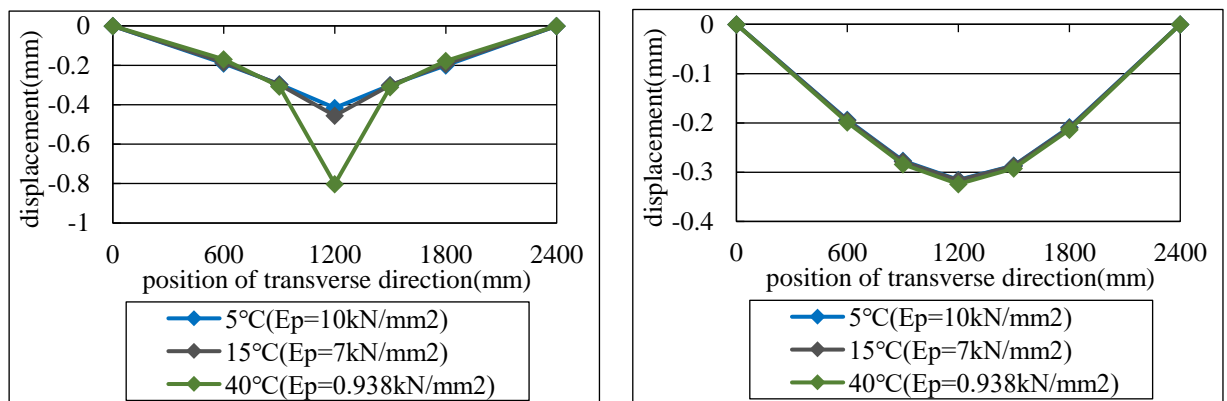 0
-0.2
-0.4
-0.6
-0.8
-1
displacement(mm)
0 600 1200 1800 2400
position of transverse direction(mm)
5℃(Ep=10kN/mm2)
15℃(Ep=7kN/mm2)
40℃(Ep=0.938kN/mm2)
0
-0.1
-0.2
-0.3
-0.4
displacement(mm)
0 600 1200 1800 2400
position of transverse direction(mm)
5℃(Ep=10kN/mm2)
15℃(Ep=7kN/mm2)
40℃(Ep=0.938kN/mm2)